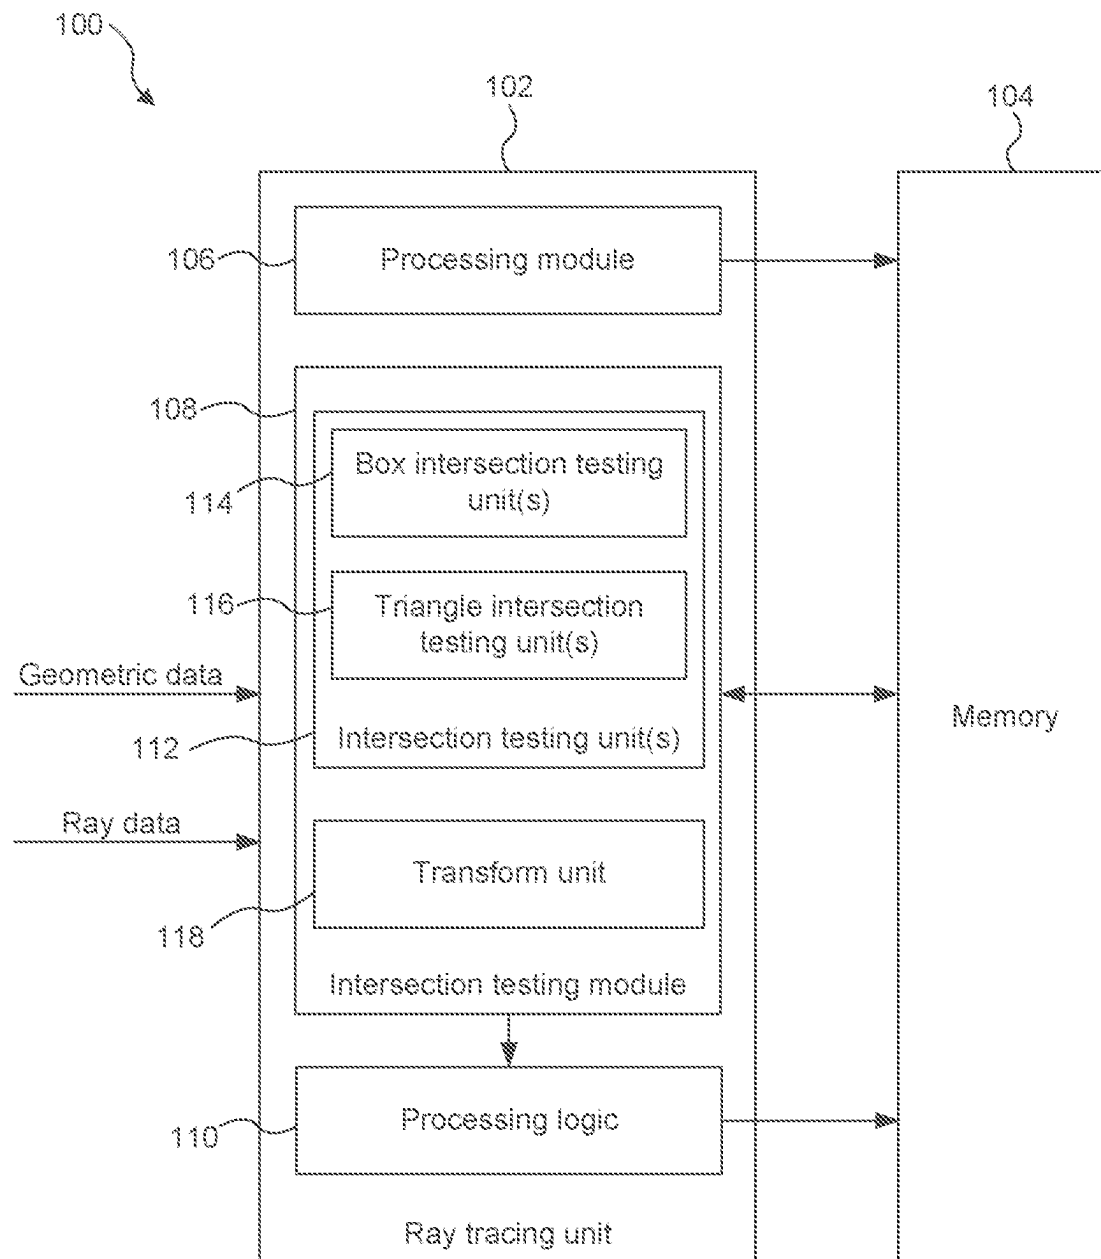 100
102
104
106
Processing module
108
Box intersection testing
unit(s)
114
116
Triangle intersection
testing unit(s)
Geometric data
Memory
112
Intersection testing unit(s)
Ray data
Transform unit
118
Intersection testing module
Processing logic
110
Ray tracing unit